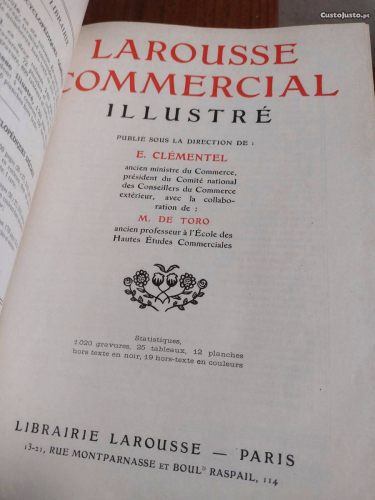 CustoJusto.pt
LAROUSSE
COMMERCIAL
ILLUSTRÉ
PUBLIÉ SOUS LA DIRECTION DE :
E. CLÉMENTEL
ancien ministre du Commerce,
président du Comité national
des Conseillers du Commerce
extérieur, avec la collabo-
ration de :
M. DE TORO
ancien professeur à l'École des
Hautes Études Commerciales
Statistiques,
1 020 gravures, 25 tableaux, 12 planches
hors texte en noir, 19 hors-texte en couleurs
LIBRAIRIE LAROUSSE — PARIS
13-21, RUE MONTPARNASSE ET BOULD RASPAIL, 114